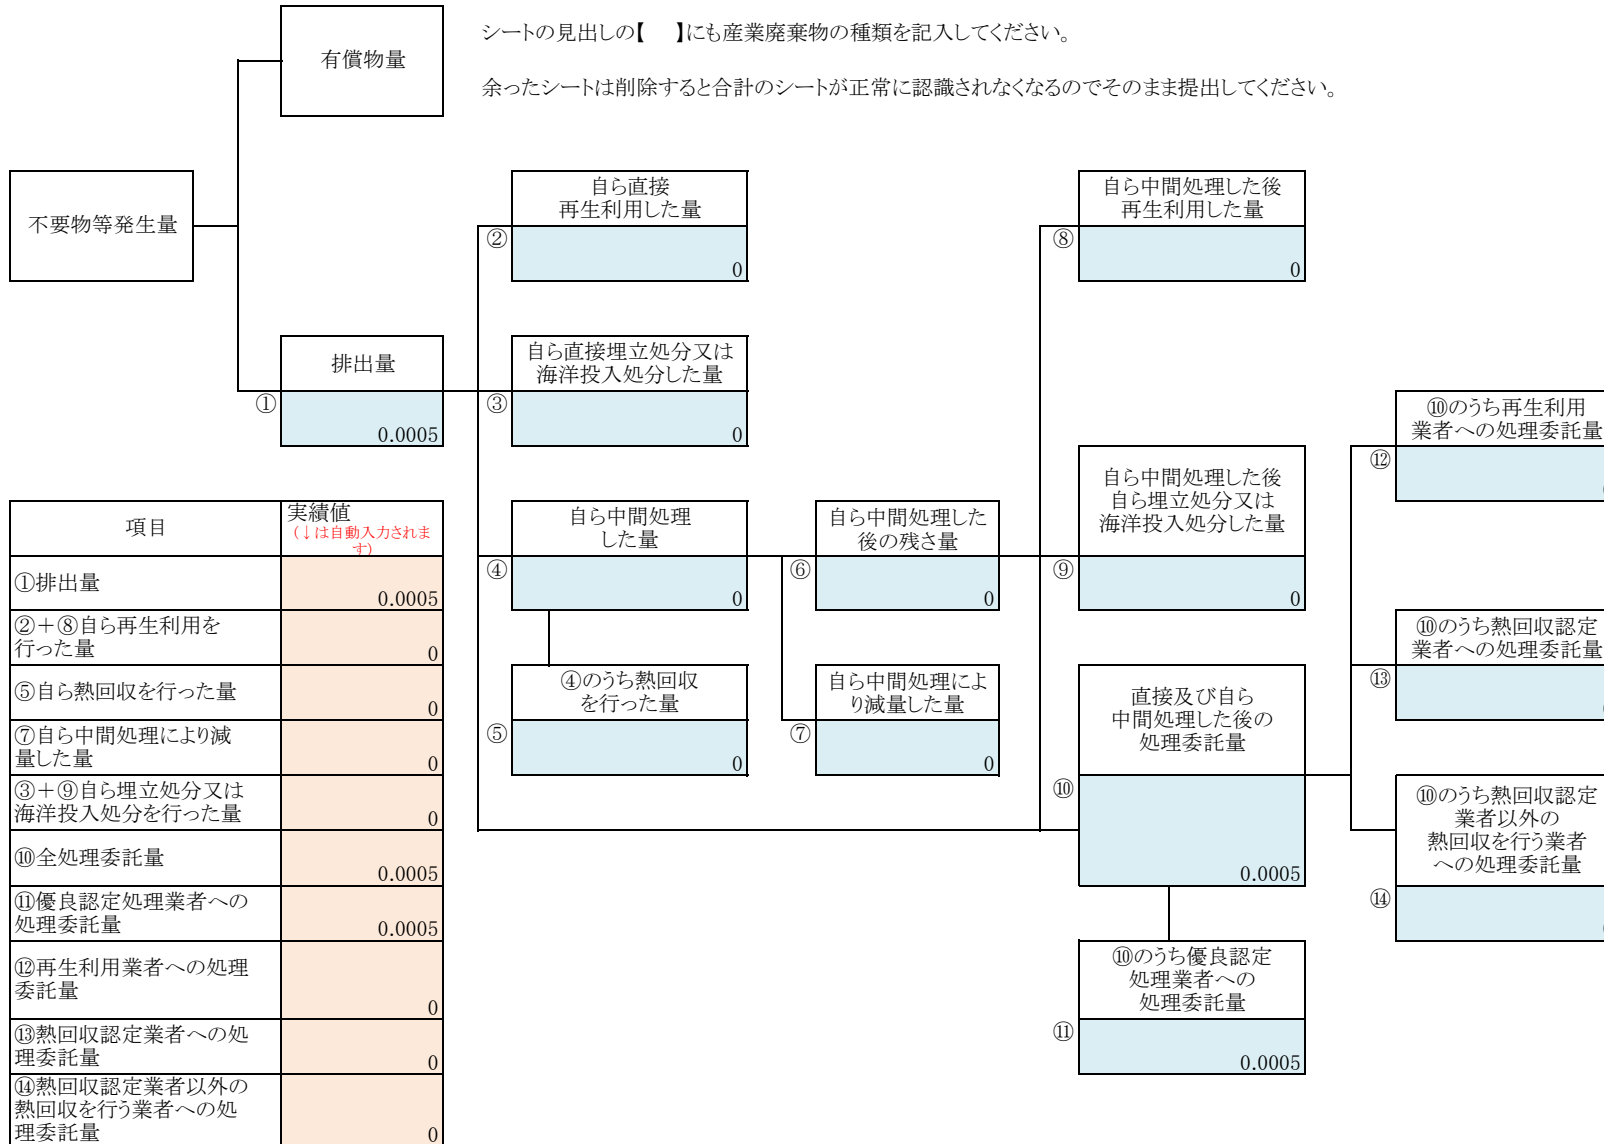 有償物量
シートの見出しの【　】にも産業廃棄物の種類を記入してください。
余ったシートは削除すると合計のシートが正常に認識されなくなるのでそのまま提出してください。
不要物等発生量
自ら直接
再生利用した量
②
0
自ら中間処理した後
再生利用した量
⑧
0
排出量
①
0.0005
自ら直接埋立処分又は
海洋投入処分した量
③
0
⑩のうち再生利用
業者への処理委託量
⑫
自ら中間処理
した量
④
0
自ら中間処理した
後の残さ量
⑥
0
自ら中間処理した後
自ら埋立処分又は
海洋投入処分した量
⑨
0
⑩のうち熱回収認定
業者への処理委託量
⑬
④のうち熱回収
を行った量
⑤
0
自ら中間処理によ
り減量した量
⑦
0
直接及び自ら
中間処理した後の
処理委託量
⑩
0.0005
⑩のうち熱回収認定
業者以外の
熱回収を行う業者
への処理委託量
⑭
⑩のうち優良認定
処理業者への
処理委託量
⑪
0.0005
項目
実績値
(↓は自動入力されま
す)
①排出量
0.0005
②＋⑧自ら再生利用を
行った量
0
⑤自ら熱回収を行った量
0
⑦自ら中間処理により減
量した量
0
③＋⑨自ら埋立処分又は
海洋投入処分を行った量
0
⑩全処理委託量
0.0005
⑪優良認定処理業者への
処理委託量
0.0005
⑫再生利用業者への処理
委託量
0
⑬熱回収認定業者への処
理委託量
0
⑭熱回収認定業者以外の
熱回収を行う業者への処
理委託量
0